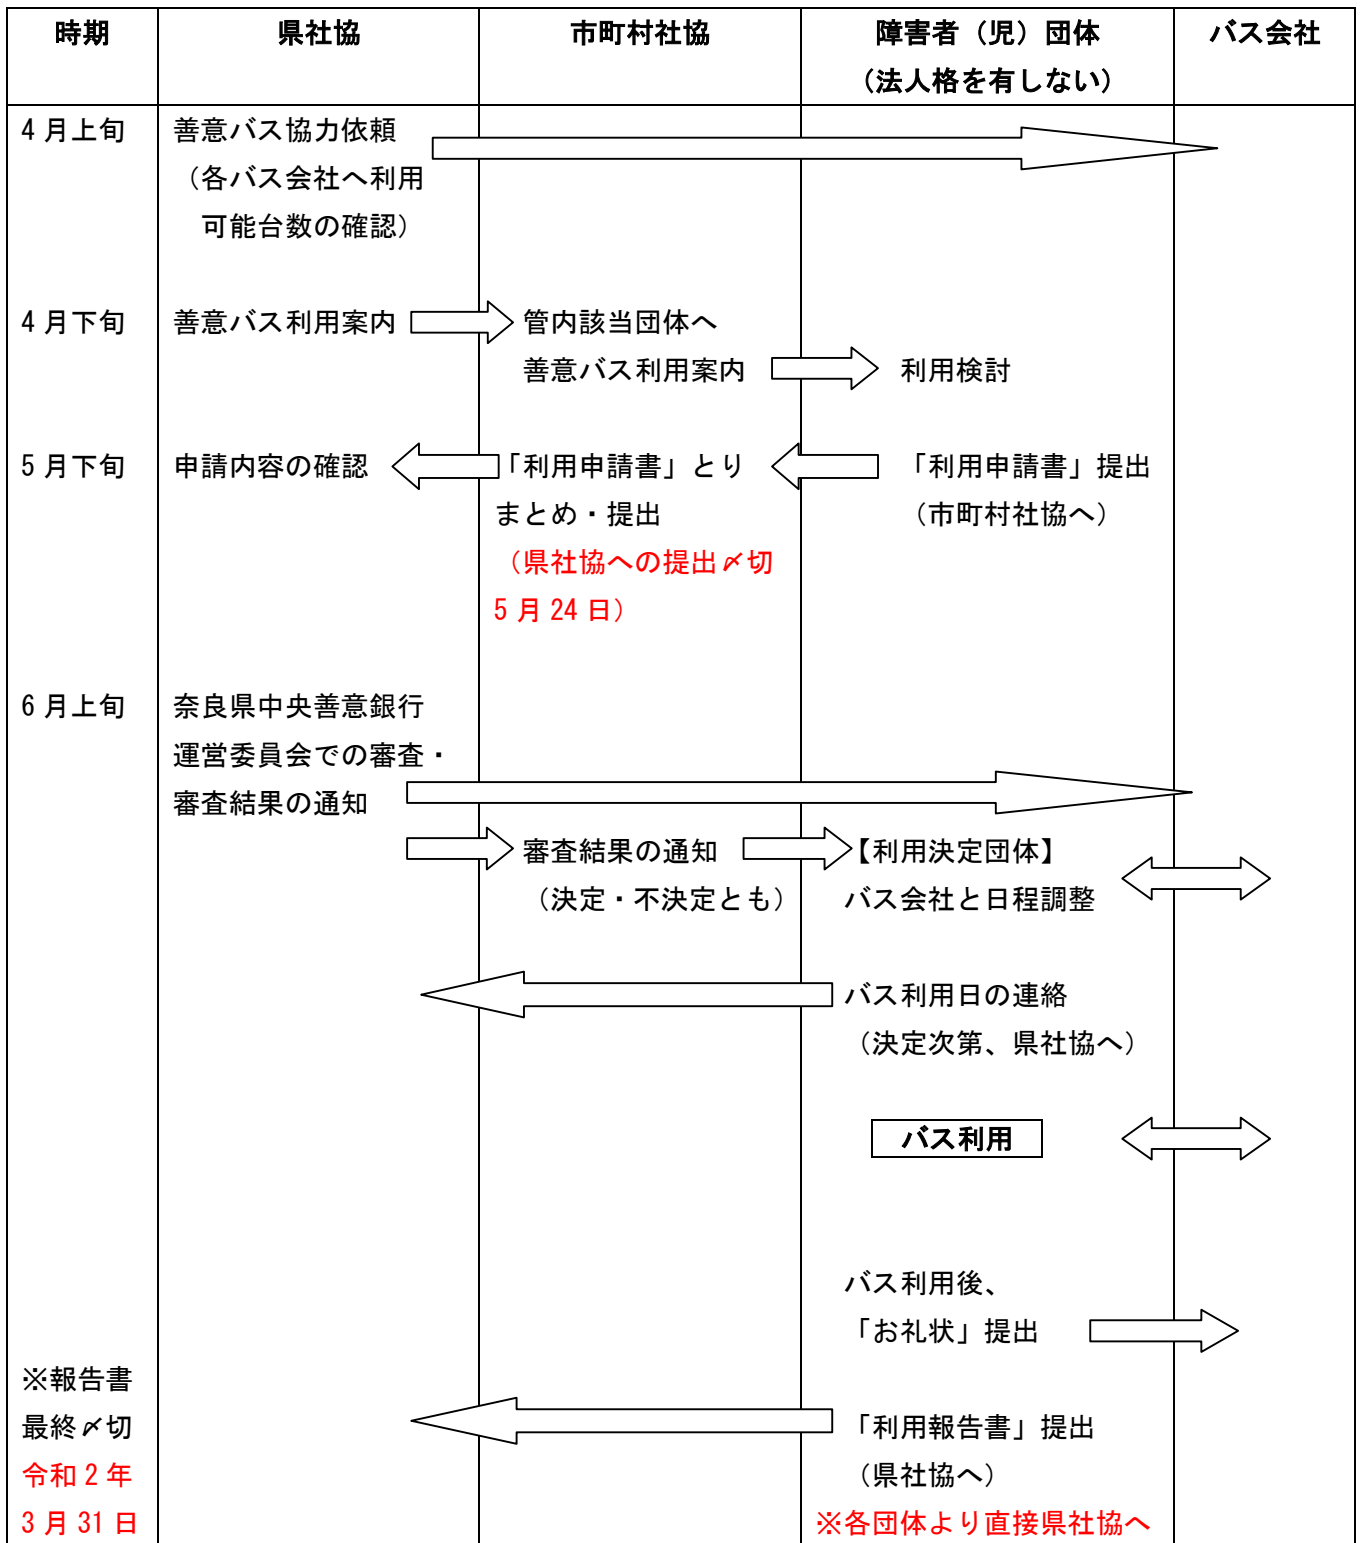 時期 県社協 市町村社協 障害者（児）団体 バス会社
（法人格を有しない）
4月上旬 善意バス協力依頼
（各バス会社へ利用
可能台数の確認）
4月下旬 善意バス利用案内 管内該当団体へ
善意バス利用案内 利用検討
5月下旬 申請内容の確認 「利用申請書」とり 「利用申請書」提出
まとめ・提出 （市町村社協へ）
（県社協への提出〆切
5月24日）
6月上旬 奈良県中央善意銀行
運営委員会での審査・
審査結果の通知
審査結果の通知 【利用決定団体】
（決定・不決定とも） バス会社と日程調整
バス利用日の連絡
（決定次第、県社協へ）
バス利用
バス利用後、
「お礼状」提出
※報告書
最終〆切 「利用報告書」提出
令和2年 （県社協へ）
3月31日 ※各団体より直接県社協へ